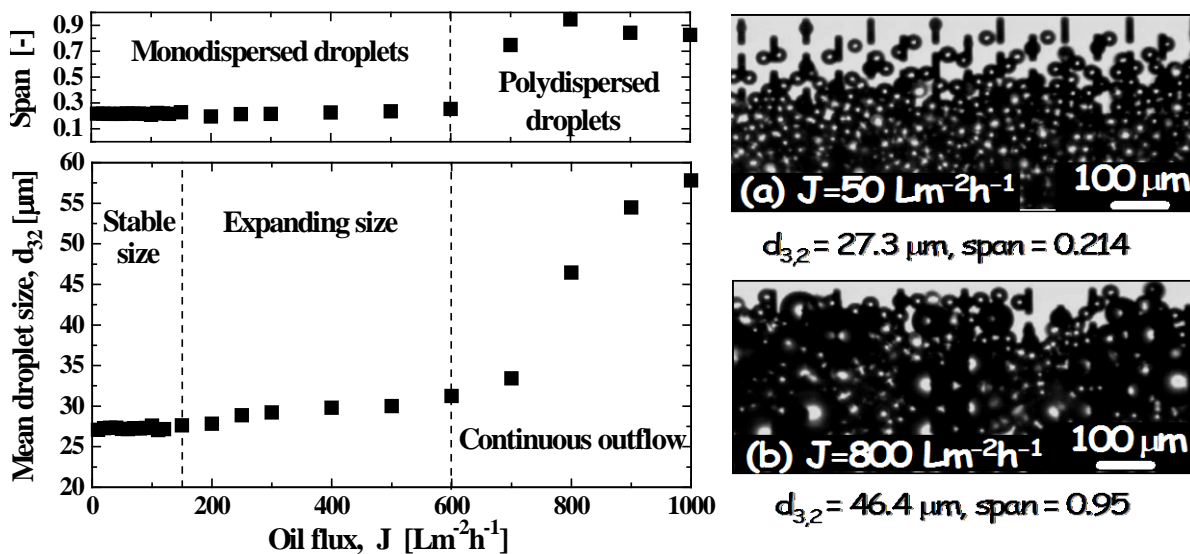 Span [-]
0.9
0.7
0.5
0.3
0.1
Monodispersed droplets
Polydispersed
droplets
Mean droplet size, d32 [μm]
60
55
50
45
40
35
30
25
20
Stable
size
Expanding size
Continuous outflow
0 200 400 600 800 1000
Oil flux, J [Lm⁻²h⁻¹]
(a) J=50 Lm⁻²h⁻¹
100 μm
d3,2 = 27.3 μm, span = 0.214
(b) J=800 Lm⁻²h⁻¹
100 μm
d3,2 = 46.4 μm, span = 0.95